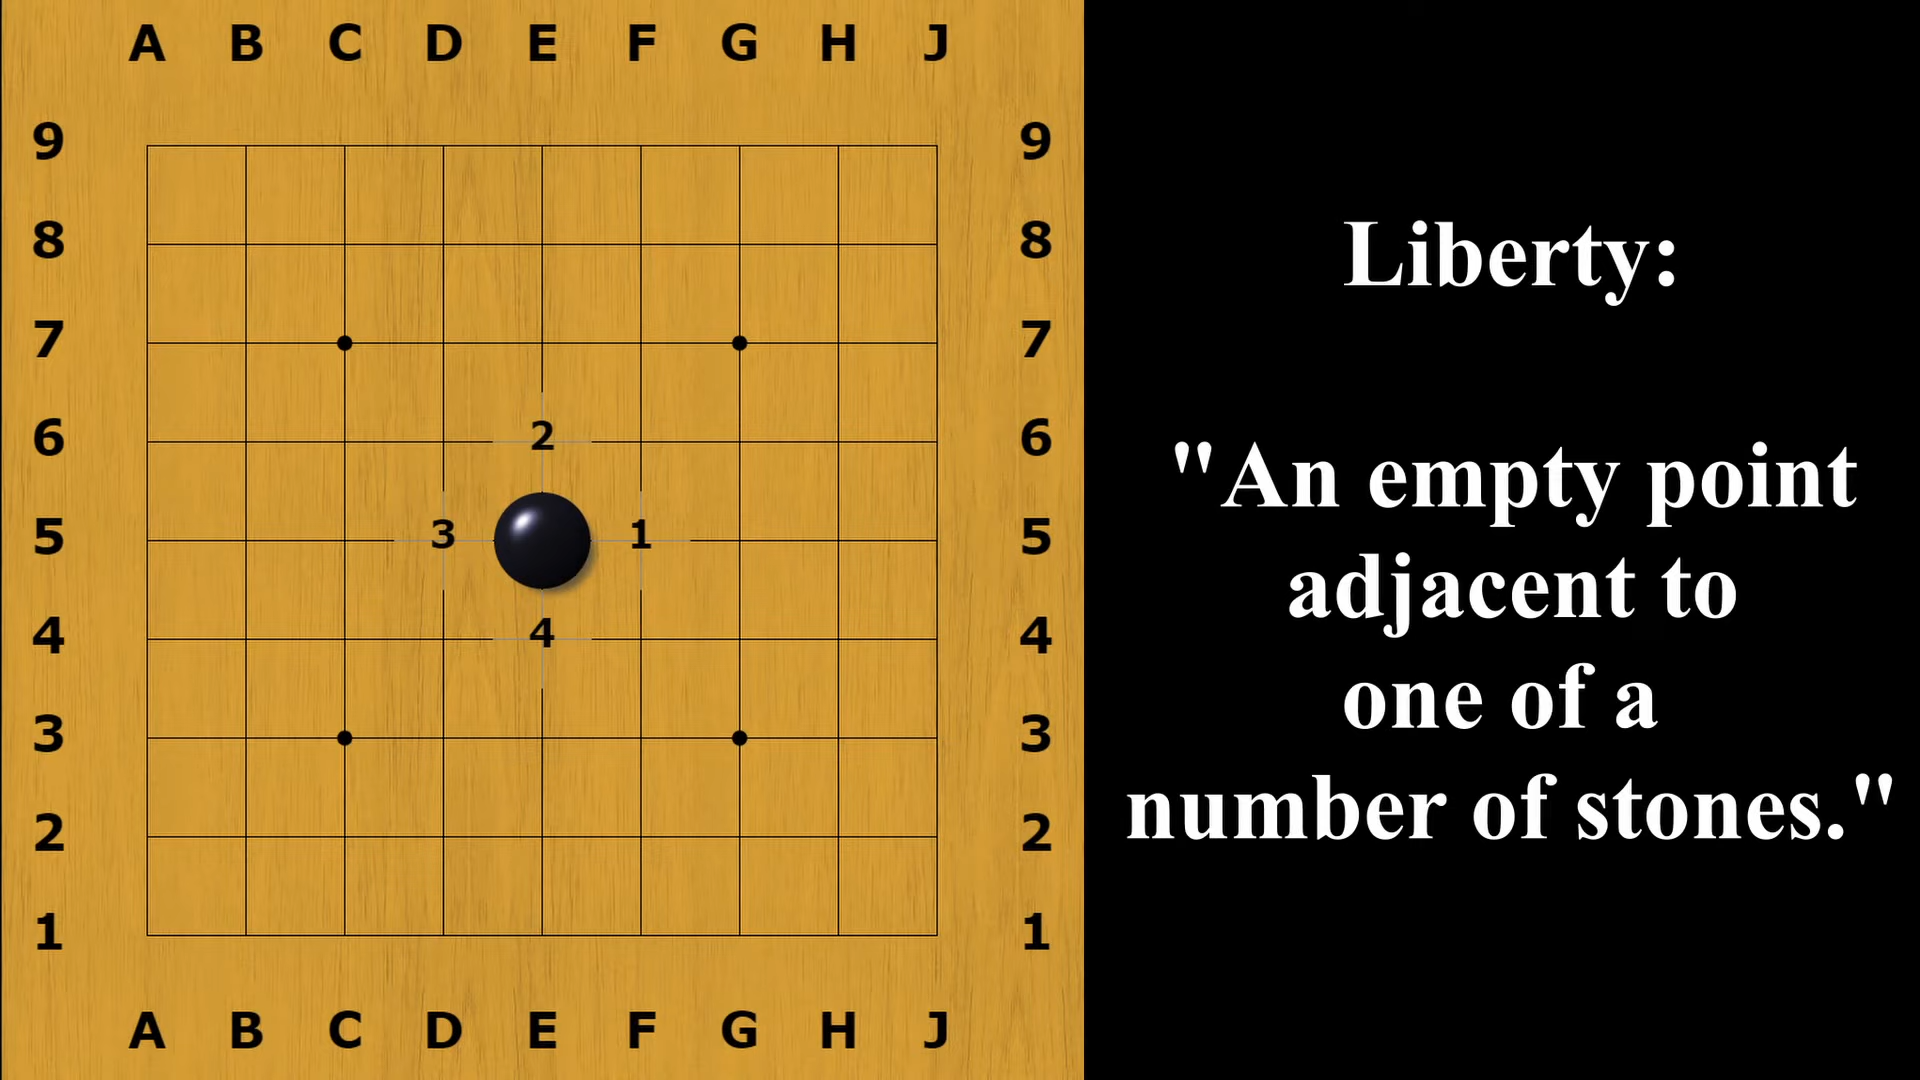 A B C D E F G H J
9 9
8 8
7 7
6 2 6
5 3 1 5
4 4 4
3 3
2 2
1 1
A B C D E F G H J
Liberty:
"An empty point
adjacent to
one of a
number of stones."